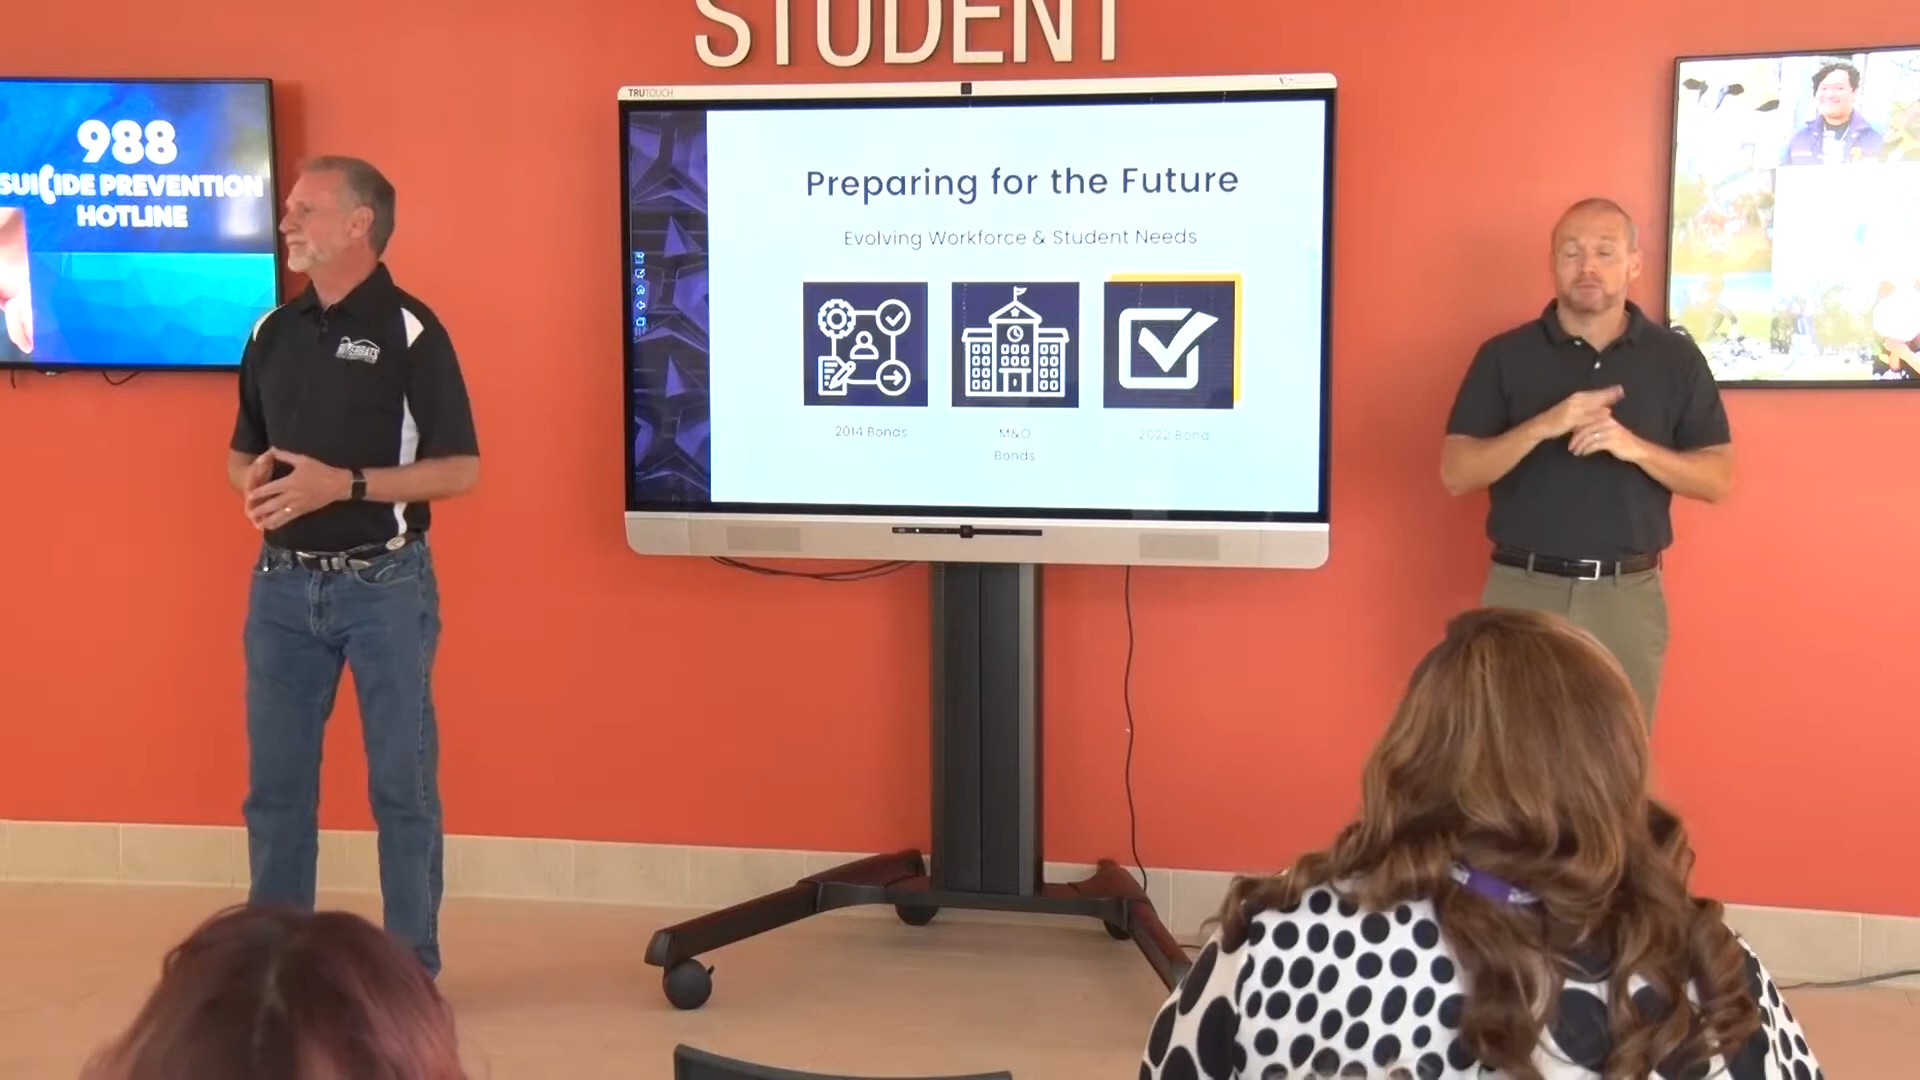 STUDENT
988
SUICIDE PREVENTION
HOTLINE
TRUTOUCH
Preparing for the Future
Evolving Workforce & Student Needs
2014 Bonds
M&O
Bonds
2022 Bond